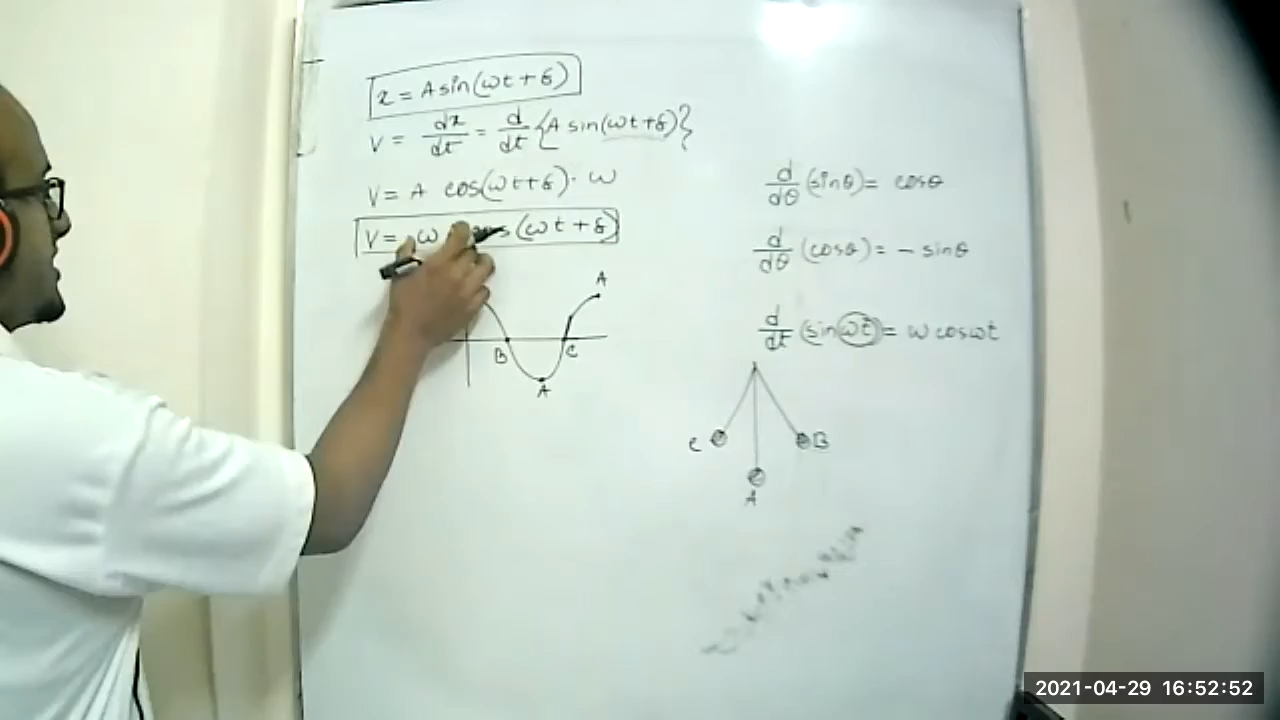 x = A sin(ωt + δ)
V = dx/dt = d/dt {A sin(ωt + δ)}
V = A cos(ωt + δ) · ω
V = ω cos(ωt + δ)
A
B
C
A
d/dθ (sinθ) = cosθ
d/dθ (cosθ) = - sinθ
d/dt (sin ωt) = ω cosωt
C
B
A
2021-04-29 16:52:52